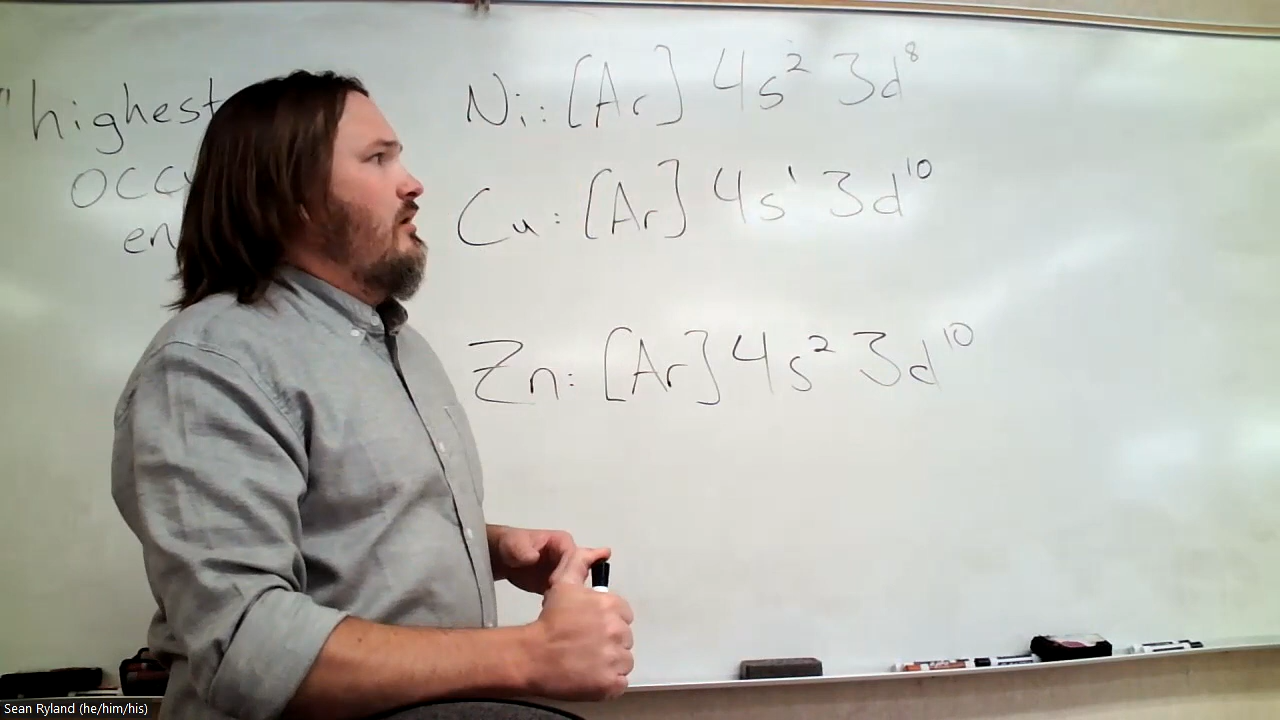 "highest
Ni: [Ar] 4s² 3d⁸
Cu: [Ar] 4s¹ 3d¹⁰
Zn: [Ar] 4s² 3d¹⁰
Sean Ryland (he/him/his)